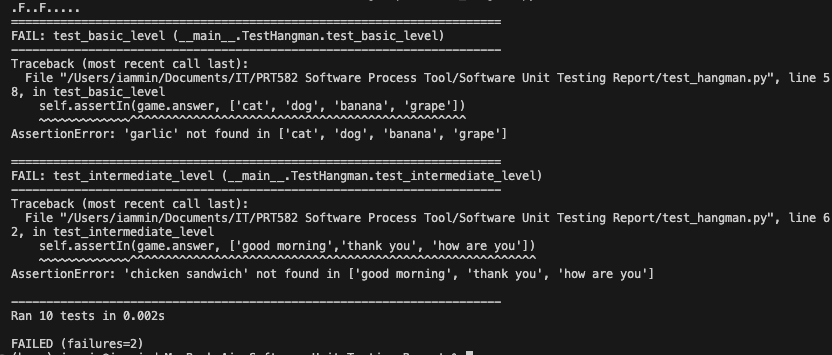 .F..F.....
======================================================================
FAIL: test_basic_level (__main__.TestHangman.test_basic_level)
----------------------------------------------------------------------
Traceback (most recent call last):
  File "/Users/iammin/Documents/IT/PRT582 Software Process Tool/Software Unit Testing Report/test_hangman.py", line 5
8, in test_basic_level
    self.assertIn(game.answer, ['cat', 'dog', 'banana', 'grape'])
    ~~~~~~~~~~~~~^^^^^^^^^^^^^^^^^^^^^^^^^^^^^^^^^^^^^^^^^^^^^^^^
AssertionError: 'garlic' not found in ['cat', 'dog', 'banana', 'grape']
======================================================================
FAIL: test_intermediate_level (__main__.TestHangman.test_intermediate_level)
----------------------------------------------------------------------
Traceback (most recent call last):
  File "/Users/iammin/Documents/IT/PRT582 Software Process Tool/Software Unit Testing Report/test_hangman.py", line 6
2, in test_intermediate_level
    self.assertIn(game.answer, ['good morning','thank you', 'how are you'])
    ~~~~~~~~~~~~~^^^^^^^^^^^^^^^^^^^^^^^^^^^^^^^^^^^^^^^^^^^^^^^^^^^^^^^^^^
AssertionError: 'chicken sandwich' not found in ['good morning', 'thank you', 'how are you']
----------------------------------------------------------------------
Ran 10 tests in 0.002s
FAILED (failures=2)